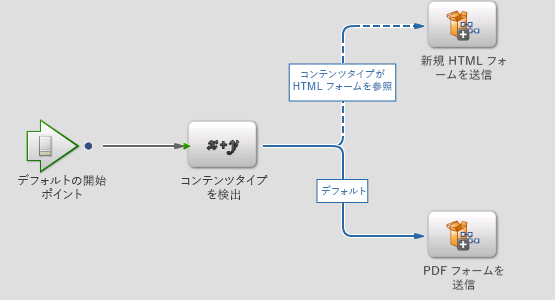 新規 HTML フォ
ームを送信
コンテンツタイプが
HTML フォームを参照
x+y
デフォルトの開始
ポイント
コンテンツタイプ
を検出
デフォルト
PDF フォームを
送信